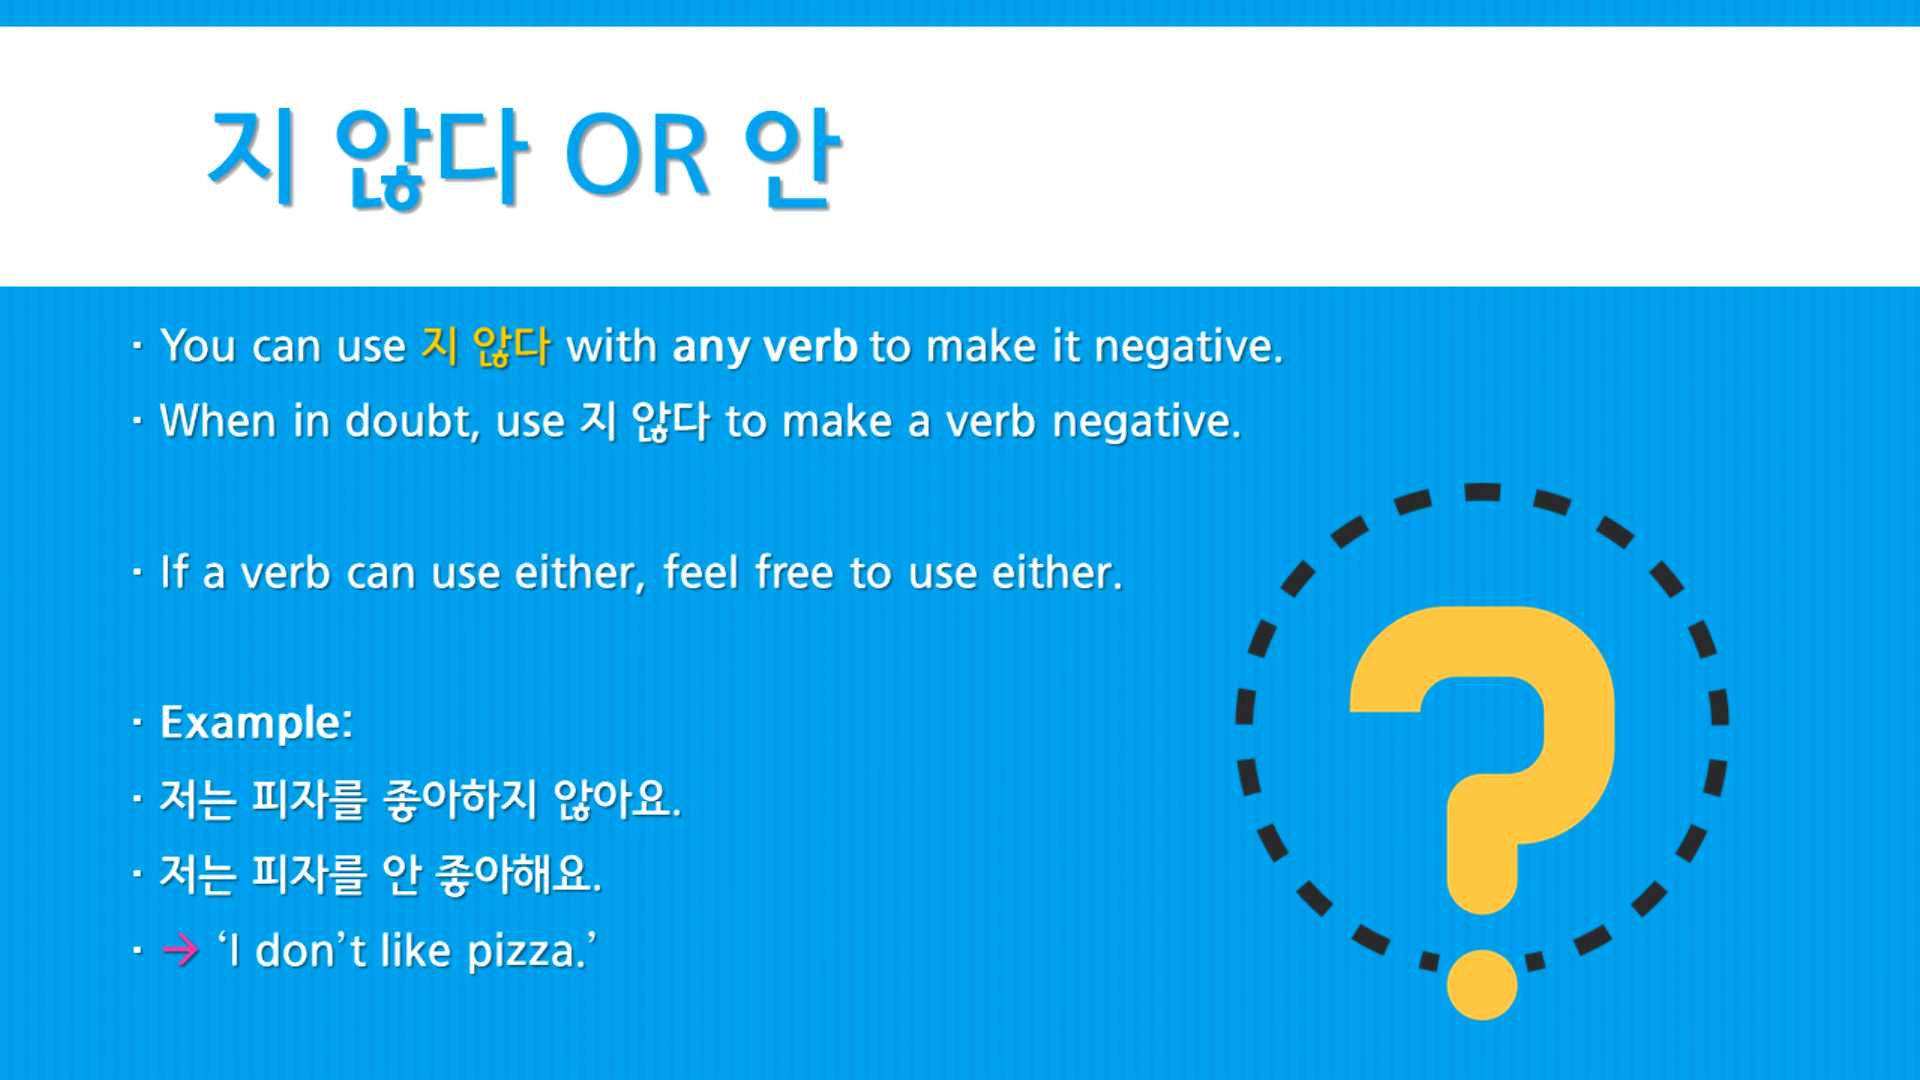 지 않다 OR 안
· You can use 지 않다 with any verb to make it negative.
· When in doubt, use 지 않다 to make a verb negative.
· If a verb can use either, feel free to use either.
· Example:
· 저는 피자를 좋아하지 않아요.
· 저는 피자를 안 좋아해요.
· → ‘I don’t like pizza.’